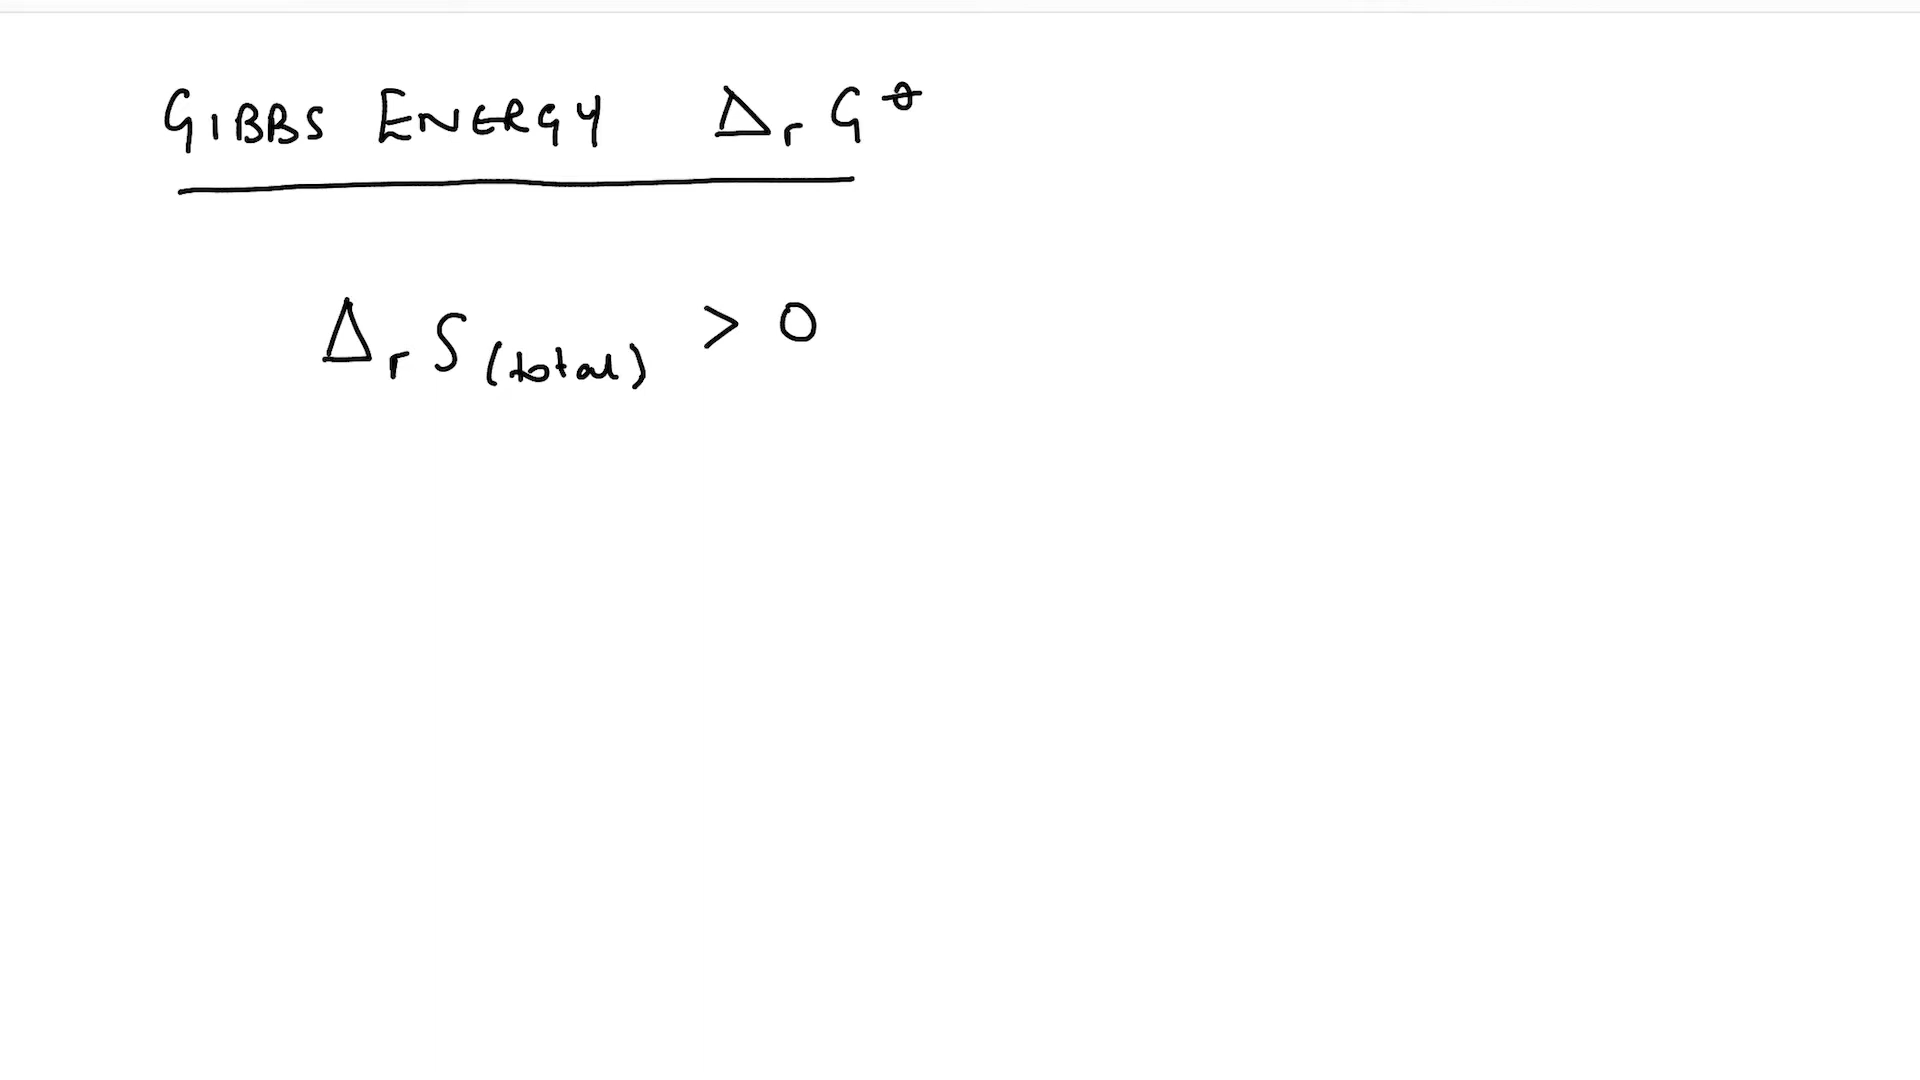 GIBBS ENERGY ΔrG⦵
ΔrS(total) > 0